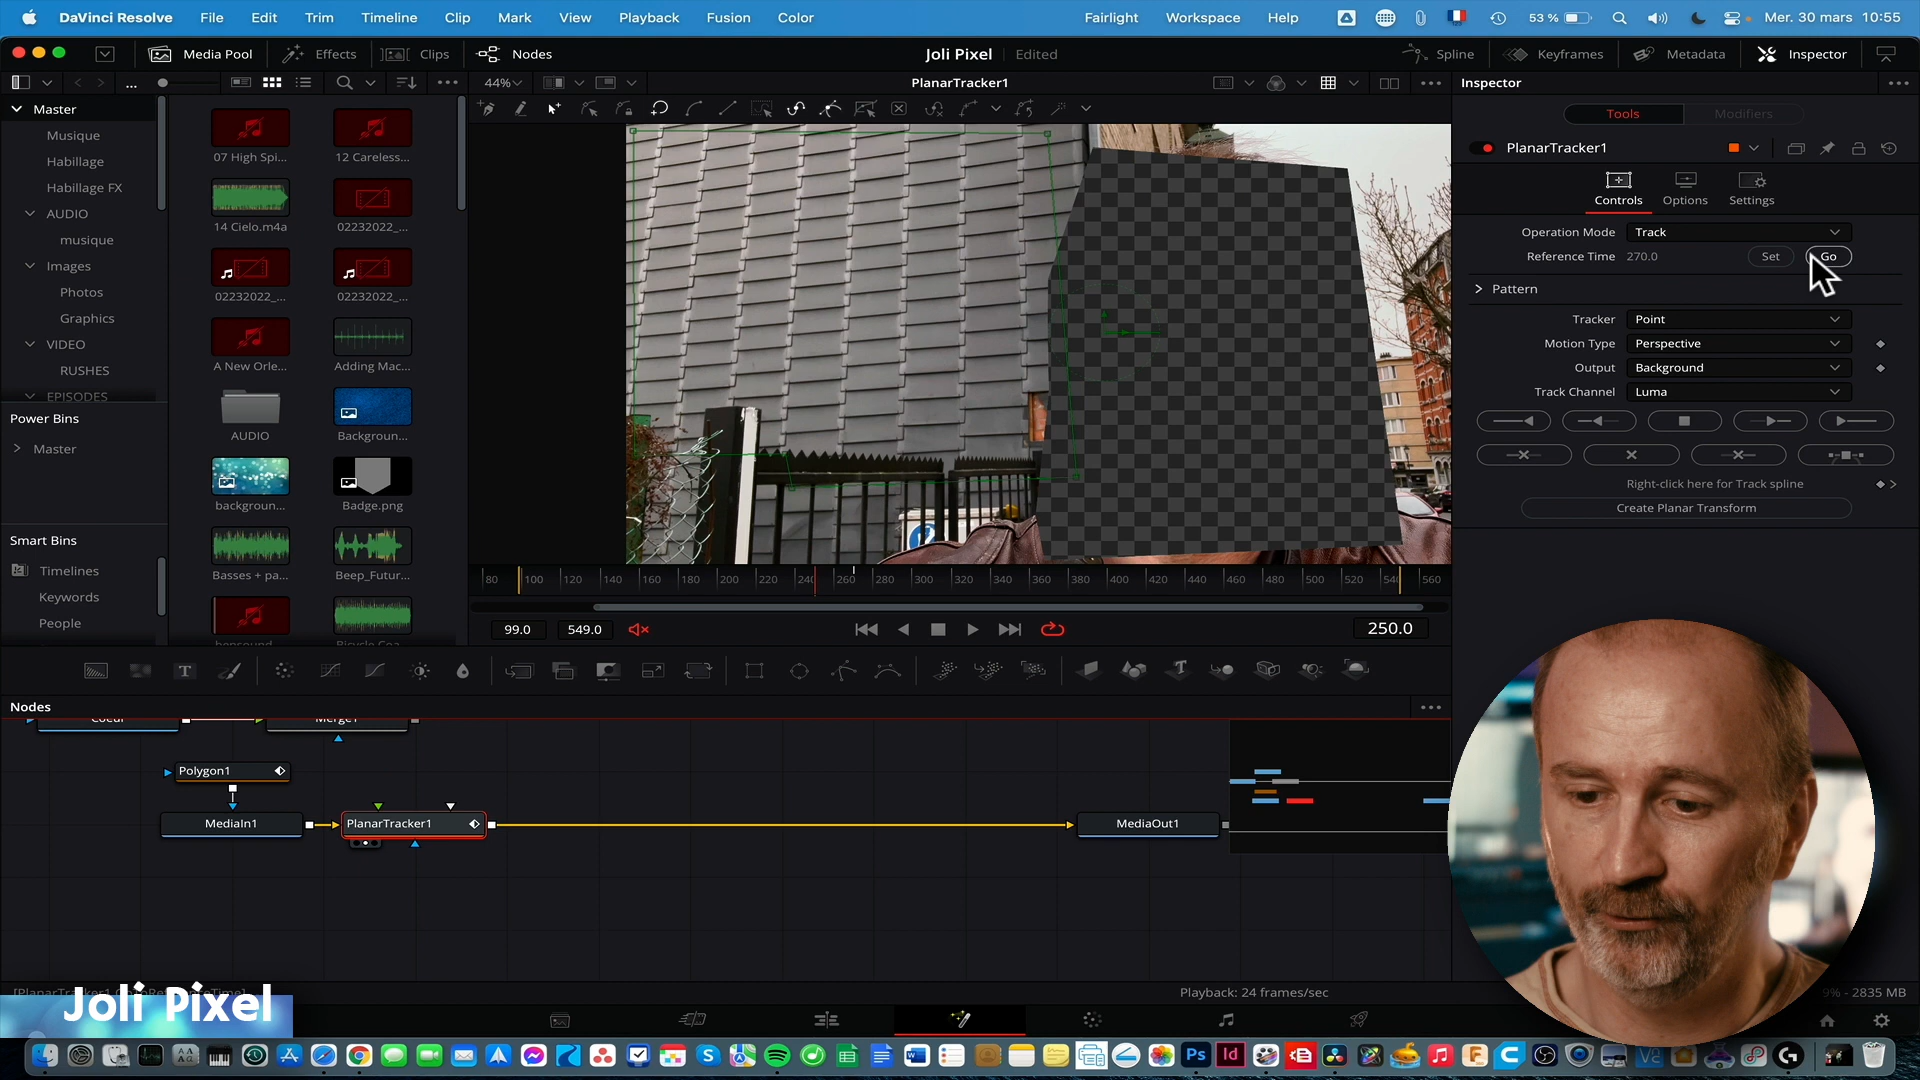 DaVinci Resolve File Edit Trim Timeline Clip Mark View Playback Fusion Color Fairlight Workspace Help 53 % Mer. 30 mars 10:55
Media Pool Effects Clips Nodes Joli Pixel Edited Spline Keyframes Metadata Inspector
... 44% PlanarTracker1 Inspector
Master
Musique
Habillage
Habillage FX
AUDIO
musique
Images
Photos
Graphics
VIDEO
RUSHES
EPISODES
Power Bins
Master
Smart Bins
Timelines
Keywords
People
07 High Spi... 12 Careless...
14 Cielo.m4a 02232022_...
02232022_... 02232022_...
A New Orle... Adding Mac...
AUDIO Backgroun...
backgroun... Badge.png
Basses + pa... Beep_Futur...
Tools Modifiers
PlanarTracker1
Controls Options Settings
Operation Mode Track
Reference Time 270.0 Set Go
Pattern
Tracker Point
Motion Type Perspective
Output Background
Track Channel Luma
Right-click here for Track spline
Create Planar Transform
80 100 120 140 160 180 200 220 240 260 280 300 320 340 360 380 400 420 440 460 480 500 520 540 560
99.0 549.0 250.0
Nodes
Coeur Merge1
Polygon1
MediaIn1 PlanarTracker1 MediaOut1
Joli Pixel
Playback: 24 frames/sec
9% - 2835 MB